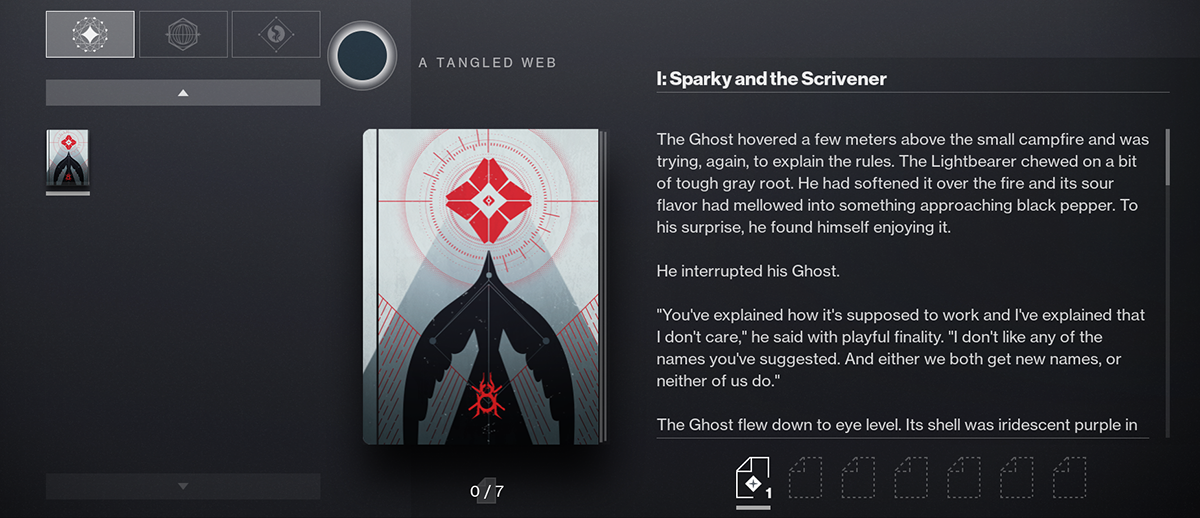 A TANGLED WEB
I: Sparky and the Scrivener
The Ghost hovered a few meters above the small campfire and was
trying, again, to explain the rules. The Lightbearer chewed on a bit
of tough gray root. He had softened it over the fire and its sour
flavor had mellowed into something approaching black pepper. To
his surprise, he found himself enjoying it.
He interrupted his Ghost.
"You've explained how it's supposed to work and I've explained that
I don't care," he said with playful finality. "I don't like any of the
names you've suggested. And either we both get new names, or
neither of us do."
The Ghost flew down to eye level. Its shell was iridescent purple in
0 / 7
1